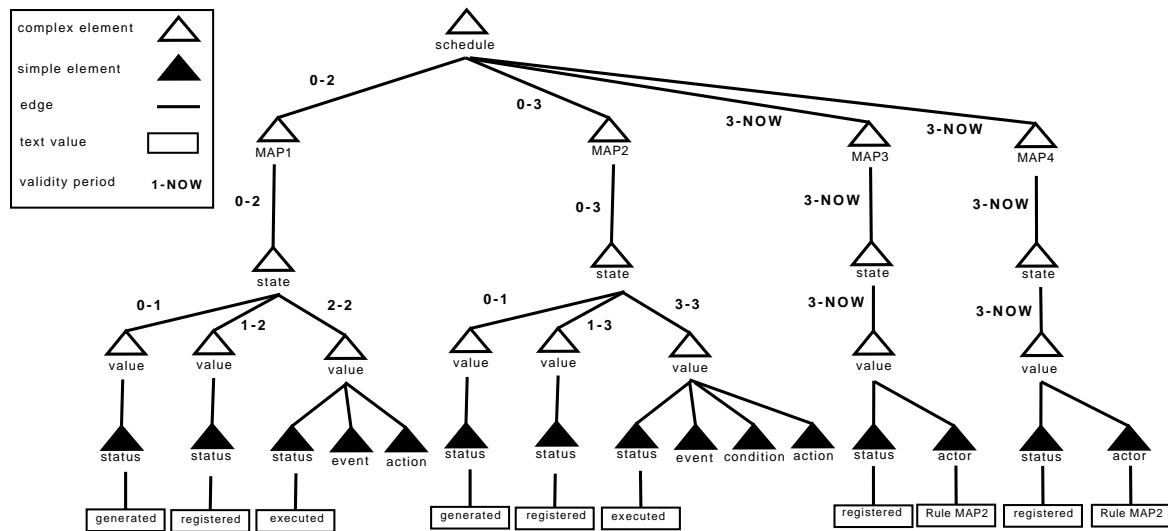 complex element
simple element
edge
text value
validity period 1-NOW
schedule
0-2 0-3 3-NOW 3-NOW
MAP1 MAP2 MAP3 MAP4
0-2 0-3 3-NOW 3-NOW
state state state state
0-1 1-2 2-2 0-1 1-3 3-3 3-NOW 3-NOW
value value value value value value value value
status status status event action status status status event condition action status actor status actor
generated registered executed generated registered executed registered Rule MAP2 registered Rule MAP2